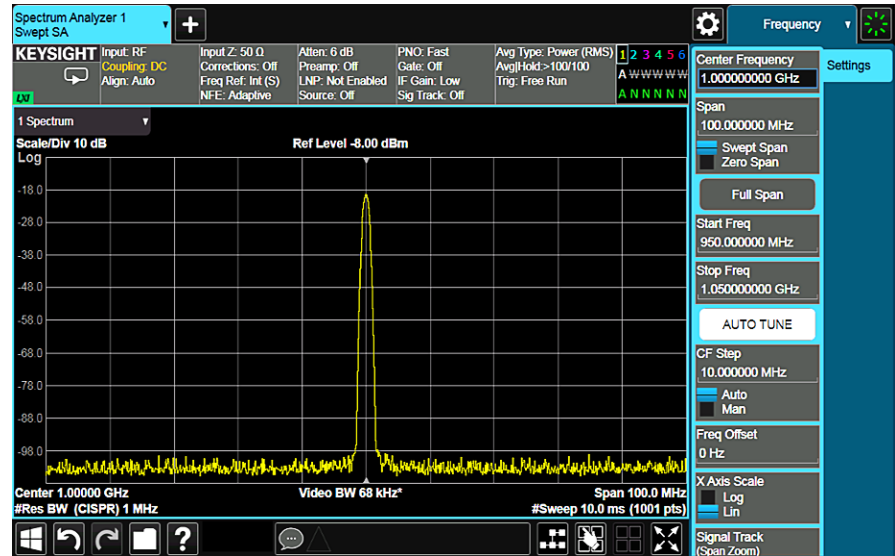 Spectrum Analyzer 1
Swept SA
Frequency
KEYSIGHT
LXI
Input: RF
Coupling: DC
Align: Auto
Input Z: 50 Ω
Corrections: Off
Freq Ref: Int (S)
NFE: Adaptive
Atten: 6 dB
Preamp: Off
LNP: Not Enabled
Source: Off
PNO: Fast
Gate: Off
IF Gain: Low
Sig Track: Off
Avg Type: Power (RMS)
Avg|Hold:>100/100
Trig: Free Run
1 2 3 4 5 6
A W W W W W
A N N N N N
1 Spectrum
Scale/Div 10 dB
Ref Level -8.00 dBm
Log
-18.0
-28.0
-38.0
-48.0
-58.0
-68.0
-78.0
-88.0
-98.0
Center 1.00000 GHz
Video BW 68 kHz*
Span 100.0 MHz
#Res BW (CISPR) 1 MHz
#Sweep 10.0 ms (1001 pts)
?
Center Frequency
1.000000000 GHz
Settings
Span
100.000000 MHz
Swept Span
Zero Span
Full Span
Start Freq
950.000000 MHz
Stop Freq
1.050000000 GHz
AUTO TUNE
CF Step
10.000000 MHz
Auto
Man
Freq Offset
0 Hz
X Axis Scale
Log
Lin
Signal Track
(Span Zoom)